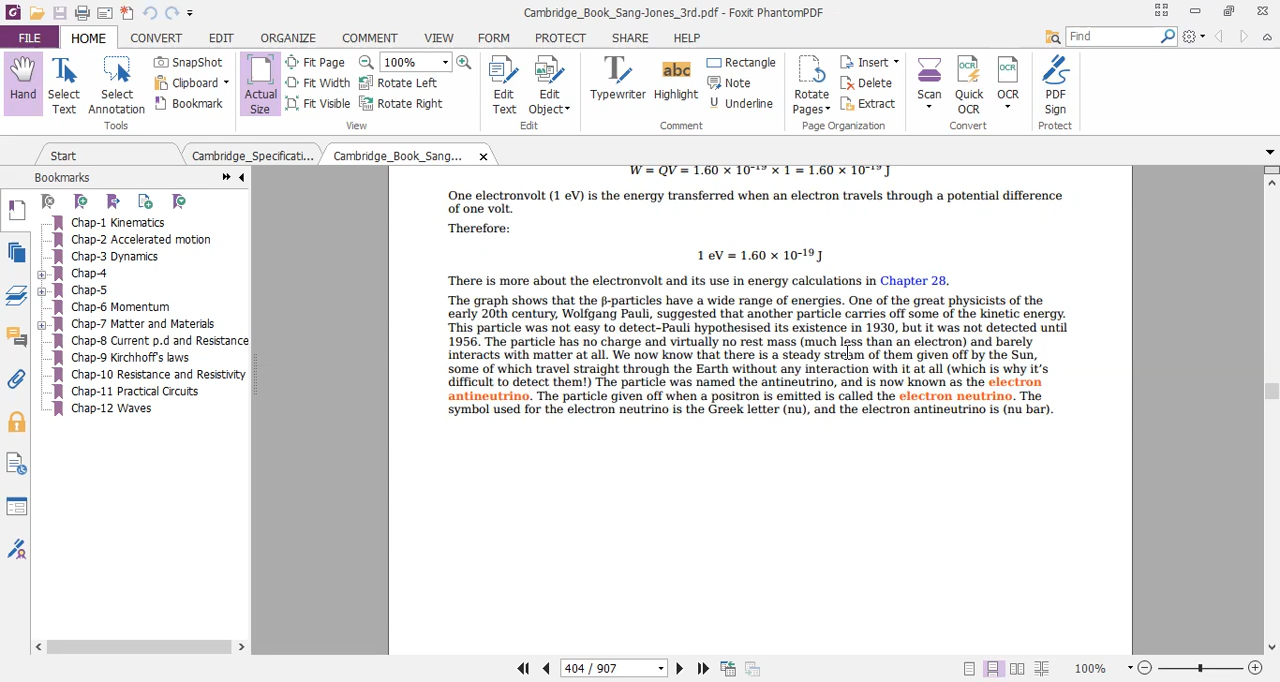 Cambridge_Book_Sang-Jones_3rd.pdf - Foxit PhantomPDF
FILE HOME CONVERT EDIT ORGANIZE COMMENT VIEW FORM PROTECT SHARE HELP Find
Hand Select Text Select Annotation SnapShot Clipboard Bookmark Tools
Actual Size Fit Page Fit Width Fit Visible 100% Rotate Left Rotate Right View
Edit Text Edit Object Edit
Typewriter Highlight abc Rectangle Note Underline Comment
Rotate Pages Insert Delete Extract Page Organization
Scan Quick OCR OCR Convert
PDF Sign Protect
Start Cambridge_Specificati... Cambridge_Book_Sang...
Bookmarks
Chap-1 Kinematics
Chap-2 Accelerated motion
Chap-3 Dynamics
Chap-4
Chap-5
Chap-6 Momentum
Chap-7 Matter and Materials
Chap-8 Current p.d and Resistance
Chap-9 Kirchhoff's laws
Chap-10 Resistance and Resistivity
Chap-11 Practical Circuits
Chap-12 Waves
W = QV = 1.60 × 10⁻¹⁹ × 1 = 1.60 × 10⁻¹⁹ J
One electronvolt (1 eV) is the energy transferred when an electron travels through a potential difference
of one volt.
Therefore:
1 eV = 1.60 × 10⁻¹⁹ J
There is more about the electronvolt and its use in energy calculations in Chapter 28.
The graph shows that the β-particles have a wide range of energies. One of the great physicists of the
early 20th century, Wolfgang Pauli, suggested that another particle carries off some of the kinetic energy.
This particle was not easy to detect–Pauli hypothesised its existence in 1930, but it was not detected until
1956. The particle has no charge and virtually no rest mass (much less than an electron) and barely
interacts with matter at all. We now know that there is a steady stream of them given off by the Sun,
some of which travel straight through the Earth without any interaction with it at all (which is why it's
difficult to detect them!) The particle was named the antineutrino, and is now known as the electron
antineutrino. The particle given off when a positron is emitted is called the electron neutrino. The
symbol used for the electron neutrino is the Greek letter (nu), and the electron antineutrino is (nu bar).
404 / 907
100%